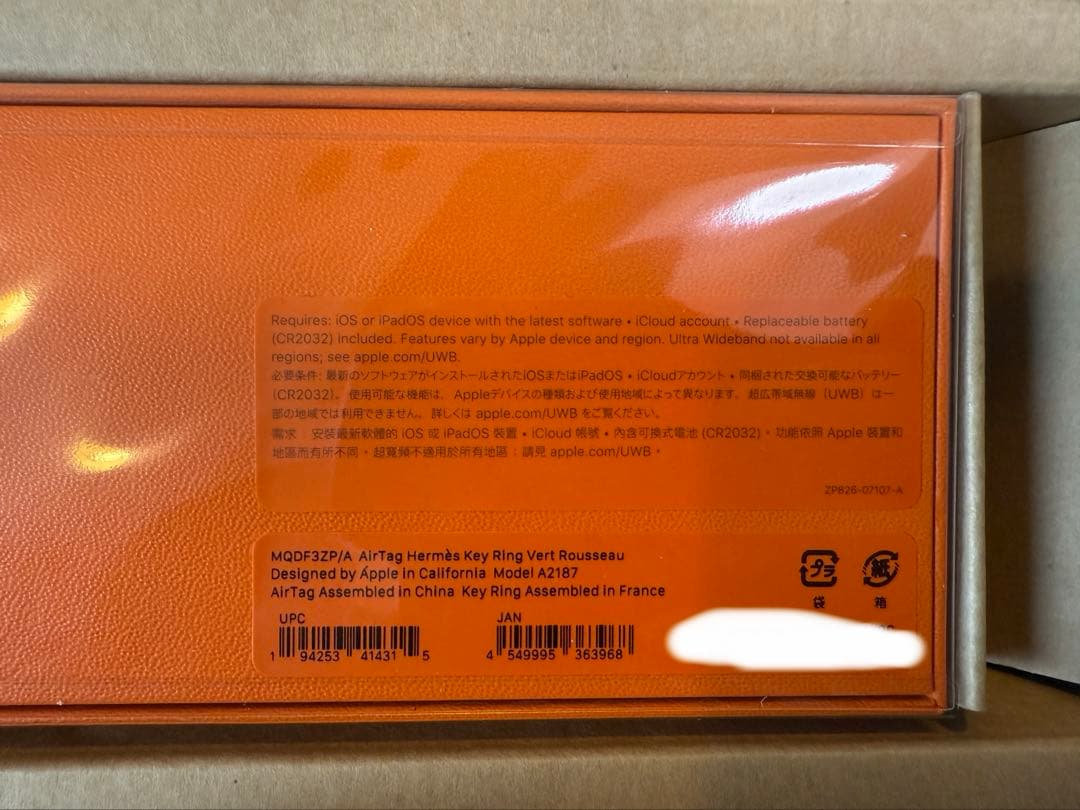 Requires: iOS or iPadOS device with the latest software • iCloud account • Replaceable battery
(CR2032) included. Features vary by Apple device and region. Ultra Wideband not available in all
regions; see apple.com/UWB.
必要条件: 最新のソフトウェアがインストールされたiOSまたはiPadOS • iCloudアカウント • 同梱された交換可能なバッテリー
(CR2032)。使用可能な機能は、Appleデバイスの種類および使用地域によって異なります。超広帯域無線（UWB）は一
部の地域では利用できません。詳しくは apple.com/UWB をご覧ください。
需求：安裝最新軟體的 iOS 或 iPadOS 裝置 • iCloud 帳號 • 內含可換式電池 (CR2032)。功能依照 Apple 裝置和
地區而有所不同。超寬頻不適用於所有地區；請見 apple.com/UWB。
ZP826-07107-A
MQDF3ZP/A AirTag Hermès Key Ring Vert Rousseau
Designed by Apple in California Model A2187
AirTag Assembled in China Key Ring Assembled in France
プラ 紙
袋 箱
UPC JAN
1 94253 41431 5 4 549995 363968